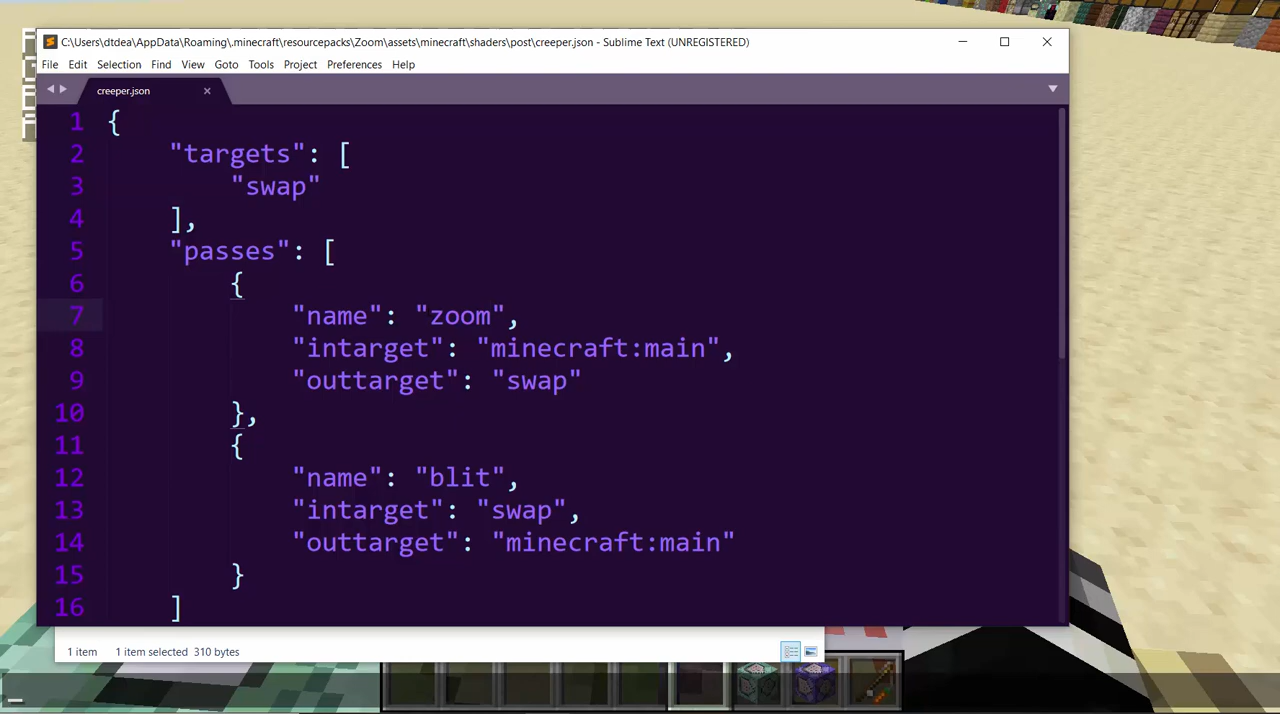 C:\Users\dtdea\AppData\Roaming\.minecraft\resourcepacks\Zoom\assets\minecraft\shaders\post\creeper.json - Sublime Text (UNREGISTERED)
File Edit Selection Find View Goto Tools Project Preferences Help
creeper.json
1 {
2 "targets": [
3 "swap"
4 ],
5 "passes": [
6 {
7 "name": "zoom",
8 "intarget": "minecraft:main",
9 "outtarget": "swap"
10 },
11 {
12 "name": "blit",
13 "intarget": "swap",
14 "outtarget": "minecraft:main"
15 }
16 ]
1 item 1 item selected 310 bytes